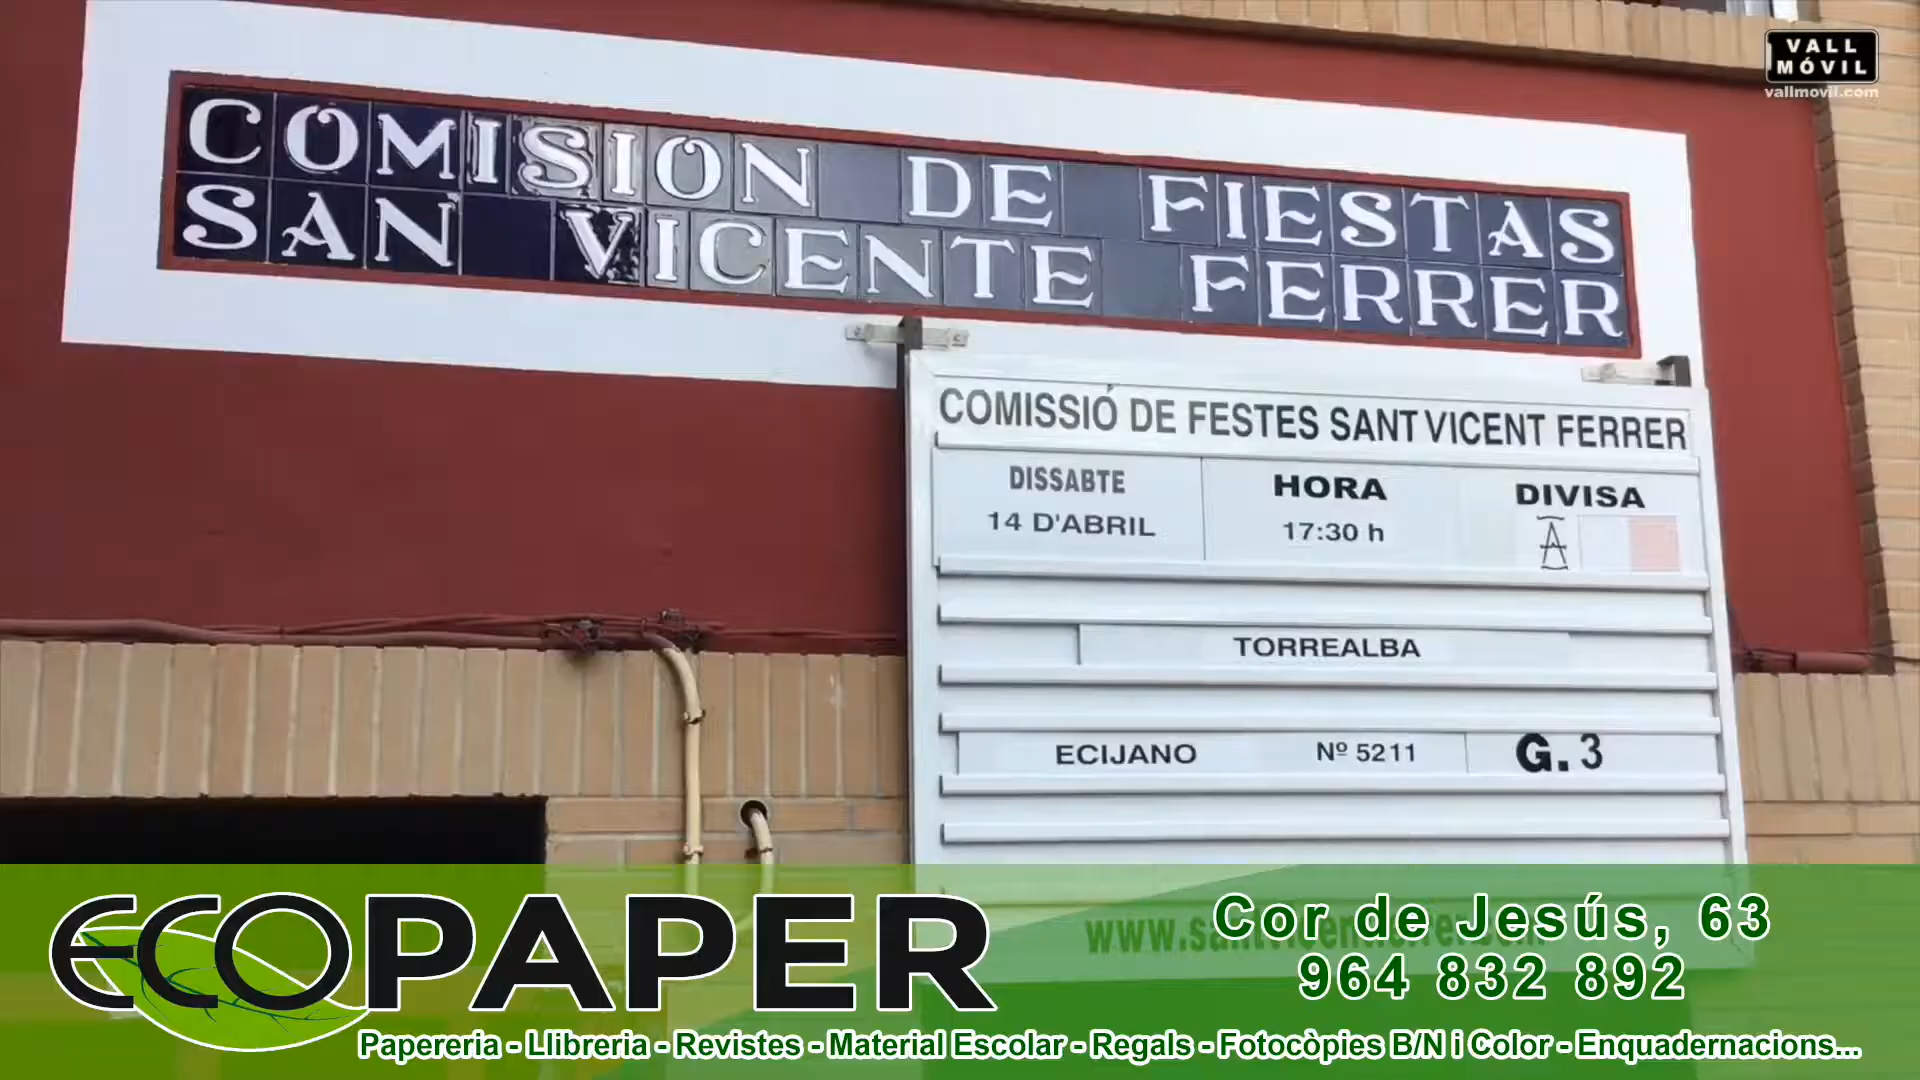 VALL
MÓVIL
vallmovil.com
COMISION DE FIESTAS
SAN VICENTE FERRER
COMISSIÓ DE FESTES SANT VICENT FERRER
DISSABTE HORA DIVISA
14 D'ABRIL 17:30 h
TORREALBA
ECIJANO Nº 5211 G. 3
ECOPAPER
Cor de Jesús, 63
964 832 892
Papereria - Llibreria - Revistes - Material Escolar - Regals - Fotocòpies B/N i Color - Enquadernacions...